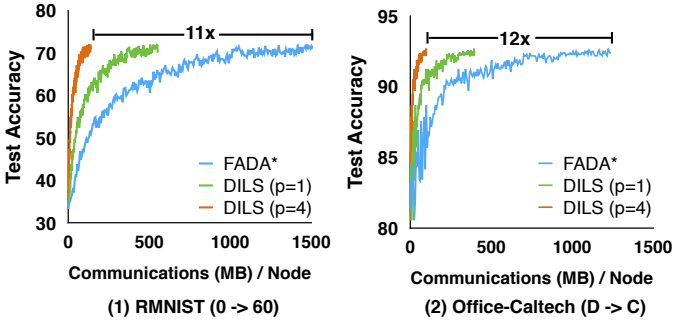 80
70
60
50
40
30
Test Accuracy
11x
FADA*
DILS (p=1)
DILS (p=4)
0
500
1000
1500
Communications (MB) / Node
(1) RMNIST (0 -> 60)
95
90
85
80
Test Accuracy
12x
FADA*
DILS (p=1)
DILS (p=4)
0
500
1000
1500
Communications (MB) / Node
(2) Office-Caltech (D -> C)